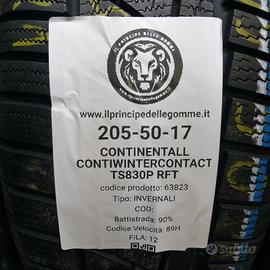 IL PRINCIPE DELLE GOMME
www.ilprincipedellegomme.it
205-50-17
CONTINENTALL
CONTIWINTERCONTACT
TS830P RFT
codice prodotto: 63823
Tipo: INVERNALI
COD:
Battistrada: 90%
Codice Velocità: 89H
FILA: 12
subito